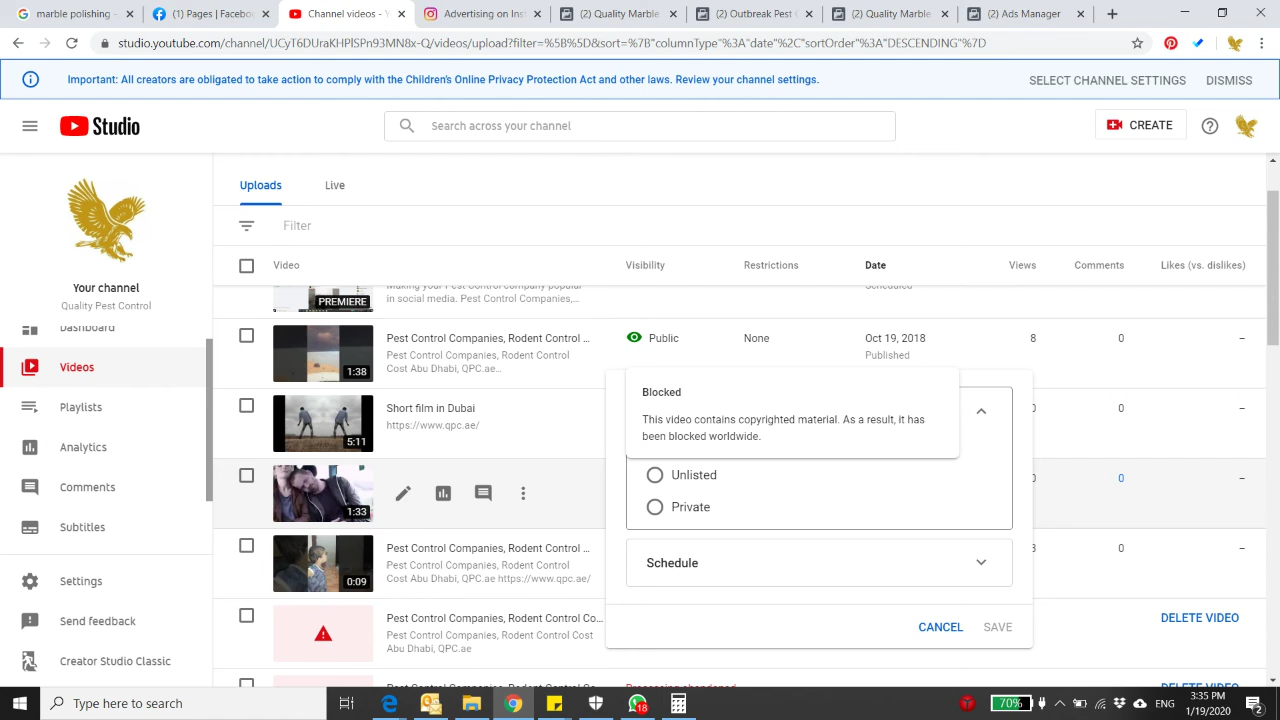 (2) Pages Facebook
Channel videos - Y
Instagram on Ins
(2) Quality Marke
Outbreak Pest
(2) Quality Marke
Ads Manager
studio.youtube.com/channel/UCyT6DUraKHPISPn93MN8x-Q/videos/upload?filter=%5B%5D&sort=%7B"columnType"%3A"date"%2C"sortOrder"%3A"DESCENDING"%7D
Important: All creators are obligated to take action to comply with the Children's Online Privacy Protection Act and other laws. Review your channel settings.
SELECT CHANNEL SETTINGS
DISMISS
Studio
Search across your channel
CREATE
Your channel
Quality Pest Control
Dashboard
Videos
Playlists
Analytics
Comments
Subtitles
Settings
Send feedback
Creator Studio Classic
Uploads
Live
Filter
Video
Visibility
Restrictions
Date
Views
Comments
Likes (vs. dislikes)
PREMIERE
Making your Pest Control company popular
in social media. Pest Control Companies,...
Scheduled
1:38
Pest Control Companies, Rodent Control ...
Pest Control Companies, Rodent Control
Cost Abu Dhabi, QPC.ae...
Public
None
Oct 19, 2018
Published
8
0
–
5:11
Short film in Dubai
https://www.qpc.ae/
0
0
–
1:33
0
0
–
0:09
Pest Control Companies, Rodent Control ...
Pest Control Companies, Rodent Control
Cost Abu Dhabi, QPC.ae https://www.qpc.ae/
3
0
–
Pest Control Companies, Rodent Control Co...
Pest Control Companies, Rodent Control Cost
Abu Dhabi, QPC.ae
DELETE VIDEO
Blocked
This video contains copyrighted material. As a result, it has
been blocked worldwide.
Unlisted
Private
Schedule
CANCEL
SAVE
Processing abandoned
DELETE VIDEO
Type here to search
18
70%
ENG
3:35 PM
1/19/2020
2